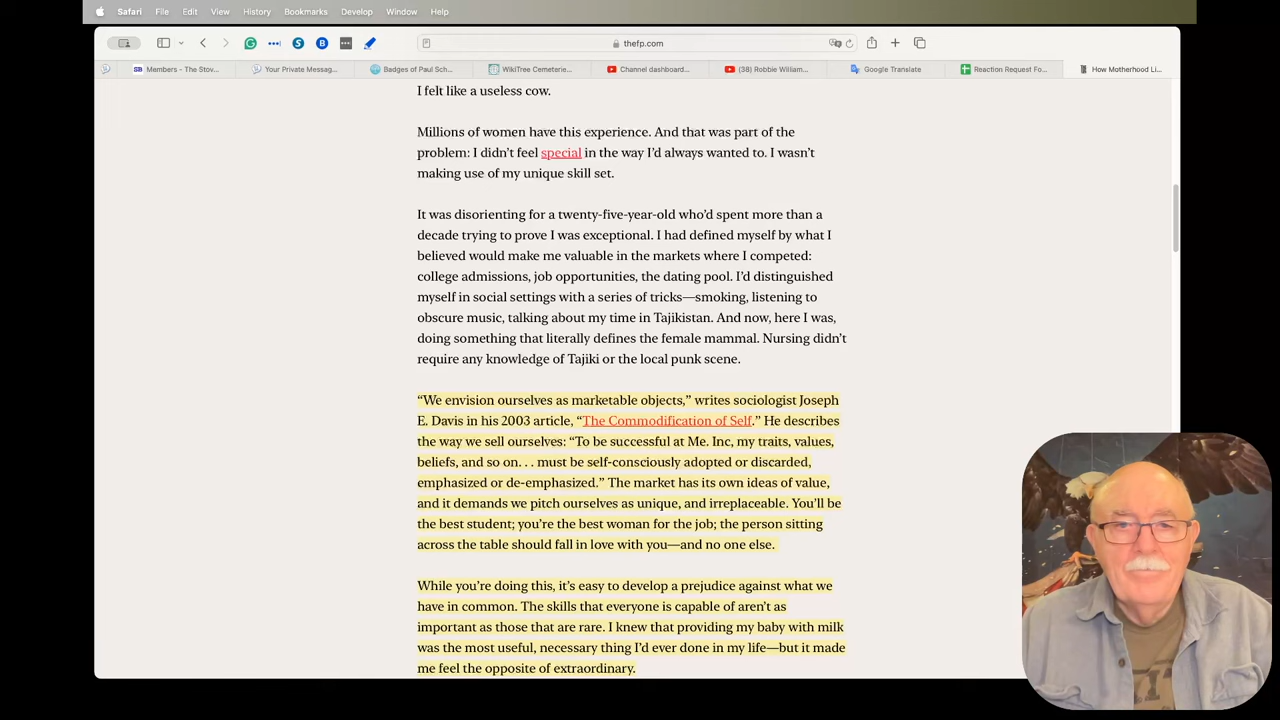 Safari File Edit View History Bookmarks Develop Window Help
thefp.com
Members - The Stov... Your Private Messag... Badges of Paul Sch... WikiTree Cemeterie... Channel dashboard... (38) Robbie William... Google Translate Reaction Request Fo... How Motherhood Li...
I felt like a useless cow.
Millions of women have this experience. And that was part of the
problem: I didn’t feel special in the way I’d always wanted to. I wasn’t
making use of my unique skill set.
It was disorienting for a twenty-five-year-old who’d spent more than a
decade trying to prove I was exceptional. I had defined myself by what I
believed would make me valuable in the markets where I competed:
college admissions, job opportunities, the dating pool. I’d distinguished
myself in social settings with a series of tricks—smoking, listening to
obscure music, talking about my time in Tajikistan. And now, here I was,
doing something that literally defines the female mammal. Nursing didn’t
require any knowledge of Tajiki or the local punk scene.
“We envision ourselves as marketable objects,” writes sociologist Joseph
E. Davis in his 2003 article, “The Commodification of Self.” He describes
the way we sell ourselves: “To be successful at Me. Inc, my traits, values,
beliefs, and so on. . . must be self-consciously adopted or discarded,
emphasized or de-emphasized.” The market has its own ideas of value,
and it demands we pitch ourselves as unique, and irreplaceable. You’ll be
the best student; you’re the best woman for the job; the person sitting
across the table should fall in love with you—and no one else.
While you’re doing this, it’s easy to develop a prejudice against what we
have in common. The skills that everyone is capable of aren’t as
important as those that are rare. I knew that providing my baby with milk
was the most useful, necessary thing I’d ever done in my life—but it made
me feel the opposite of extraordinary.